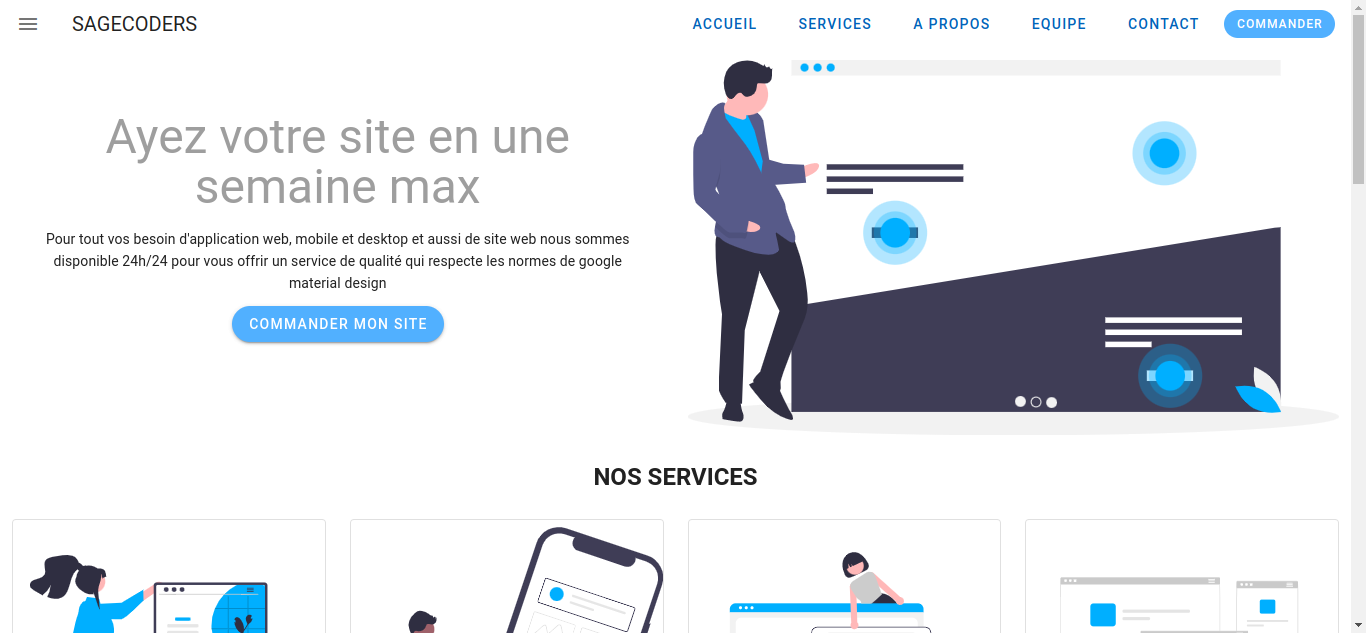 SAGECODERS
ACCUEIL SERVICES A PROPOS EQUIPE CONTACT COMMANDER
Ayez votre site en une
semaine max
Pour tout vos besoin d'application web, mobile et desktop et aussi de site web nous sommes
disponible 24h/24 pour vous offrir un service de qualité qui respecte les normes de google
material design
COMMANDER MON SITE
NOS SERVICES